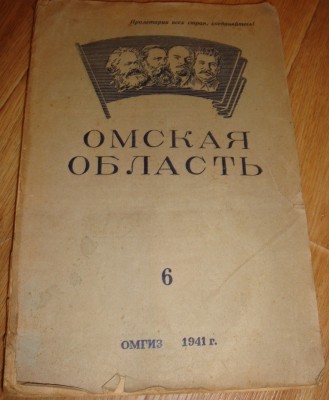 Пролетарии всех стран, соединяйтесь!
ОМСКАЯ
ОБЛАСТЬ
6
ОМГИЗ 1941 г.